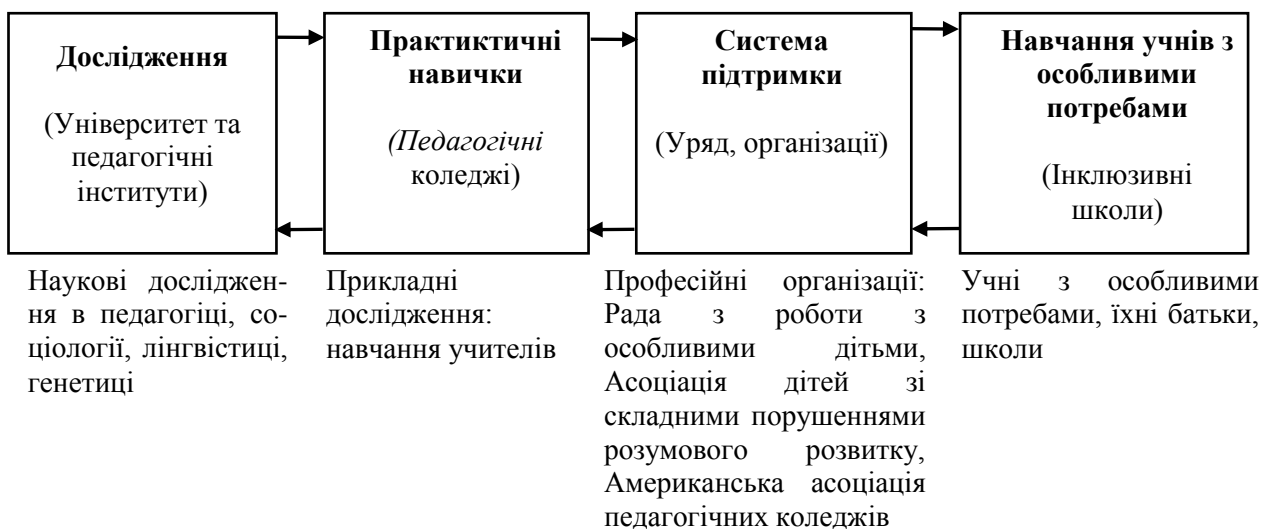 Дослідження
(Університет та
педагогічні
інститути)
Практиктичні
навички
(Педагогічні
коледжі)
Система
підтримки
(Уряд, організації)
Навчання учнів з
особливими
потребами
(Інклюзивні
школи)
Наукові досліджен-
ня в педагогіці, со-
ціології, лінгвістиці,
генетиці
Прикладні
дослідження:
навчання учителів
Професійні організації:
Рада з роботи з
особливими дітьми,
Асоціація дітей зі
складними порушеннями
розумового розвитку,
Американська асоціація
педагогічних коледжів
Учні з особливими
потребами, їхні батьки,
школи